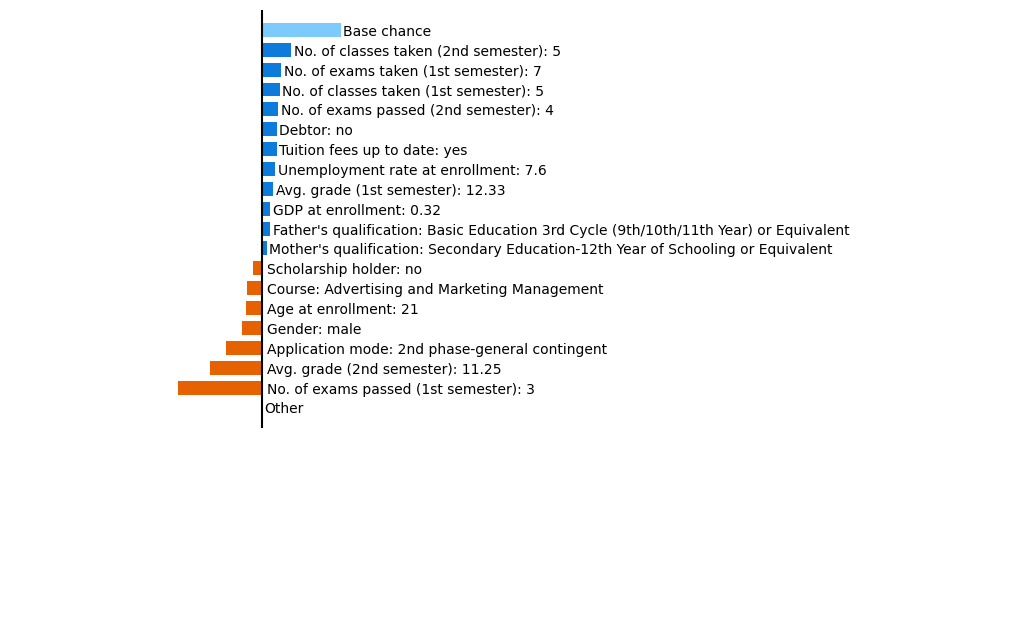 Base chance
No. of classes taken (2nd semester): 5
No. of exams taken (1st semester): 7
No. of classes taken (1st semester): 5
No. of exams passed (2nd semester): 4
Debtor: no
Tuition fees up to date: yes
Unemployment rate at enrollment: 7.6
Avg. grade (1st semester): 12.33
GDP at enrollment: 0.32
Father's qualification: Basic Education 3rd Cycle (9th/10th/11th Year) or Equivalent
Mother's qualification: Secondary Education-12th Year of Schooling or Equivalent
Scholarship holder: no
Course: Advertising and Marketing Management
Age at enrollment: 21
Gender: male
Application mode: 2nd phase-general contingent
Avg. grade (2nd semester): 11.25
No. of exams passed (1st semester): 3
Other